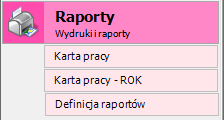 Raporty
Wydruki i raporty
Karta pracy
Karta pracy - ROK
Definicja raportów